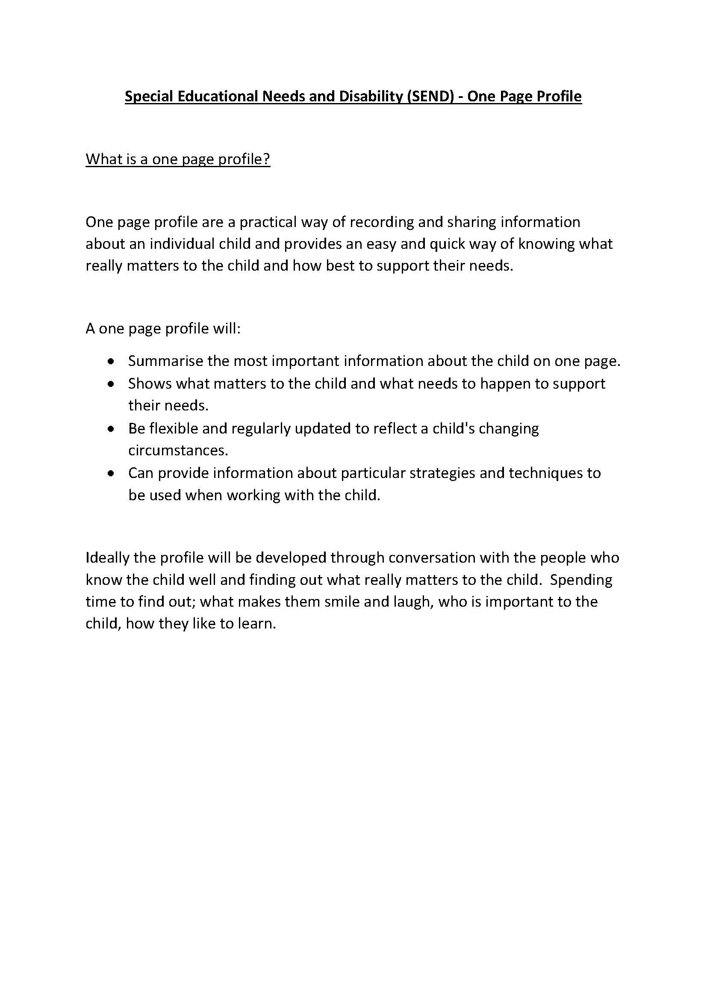 Special Educational Needs and Disability (SEND) - One Page Profile
What is a one page profile?
One page profile are a practical way of recording and sharing information
about an individual child and provides an easy and quick way of knowing what
really matters to the child and how best to support their needs.
A one page profile will:
• Summarise the most important information about the child on one page.
• Shows what matters to the child and what needs to happen to support
their needs.
• Be flexible and regularly updated to reflect a child's changing
circumstances.
• Can provide information about particular strategies and techniques to
be used when working with the child.
Ideally the profile will be developed through conversation with the people who
know the child well and finding out what really matters to the child.  Spending
time to find out; what makes them smile and laugh, who is important to the
child, how they like to learn.